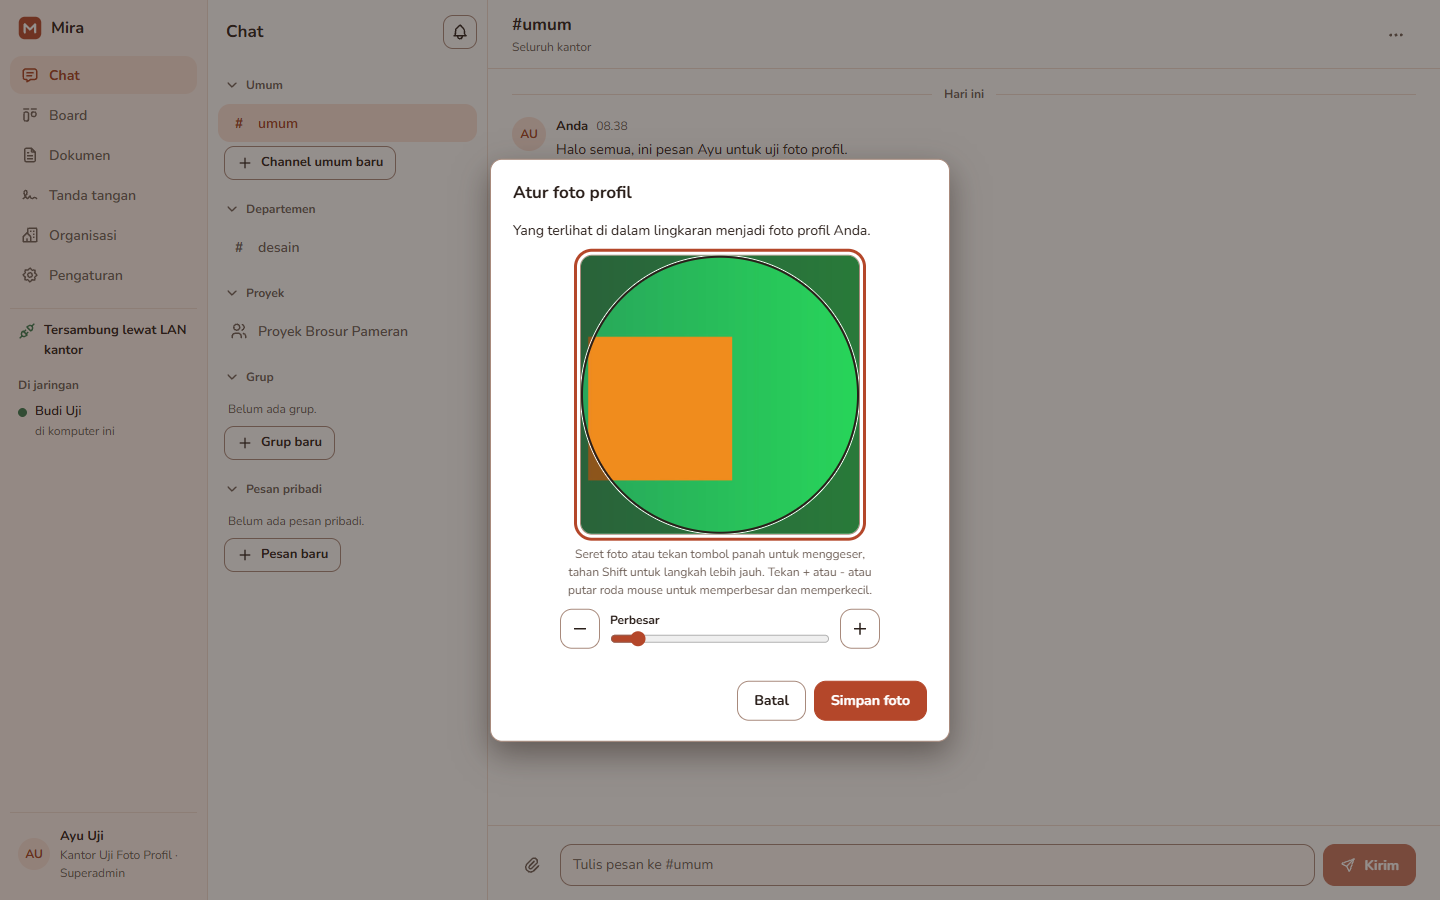 Mira
Chat
Board
Dokumen
Tanda tangan
Organisasi
Pengaturan
Tersambung lewat LAN
kantor
Di jaringan
Budi Uji
di komputer ini
AU
Ayu Uji
Kantor Uji Foto Profil ·
Superadmin
Chat
Umum
# umum
Channel umum baru
Departemen
# desain
Proyek
Proyek Brosur Pameran
Grup
Belum ada grup.
Grup baru
Pesan pribadi
Belum ada pesan pribadi.
Pesan baru
#umum
Seluruh kantor
Hari ini
AU
Anda 08.38
Halo semua, ini pesan Ayu untuk uji foto profil.
Atur foto profil
Yang terlihat di dalam lingkaran menjadi foto profil Anda.
Seret foto atau tekan tombol panah untuk menggeser,
tahan Shift untuk langkah lebih jauh. Tekan + atau - atau
putar roda mouse untuk memperbesar dan memperkecil.
Perbesar
Batal
Simpan foto
Tulis pesan ke #umum
Kirim